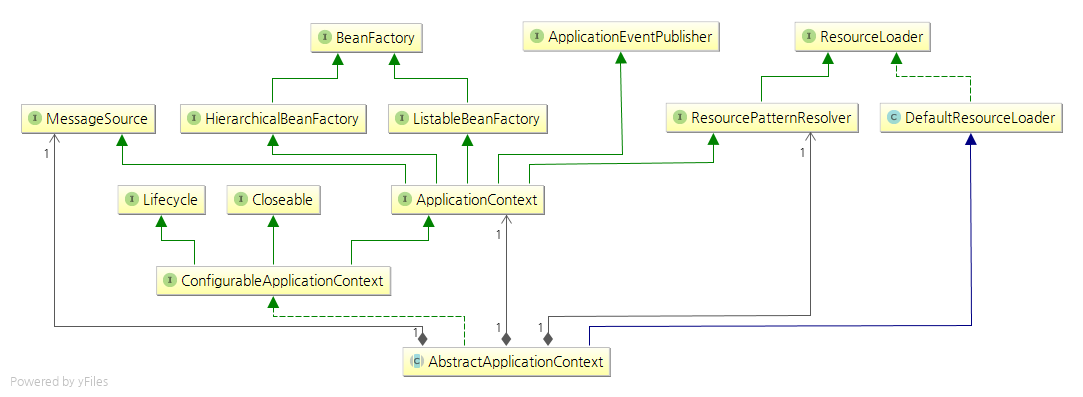 I BeanFactory
I ApplicationEventPublisher
I ResourceLoader
I MessageSource
I HierarchicalBeanFactory
I ListableBeanFactory
I ResourcePatternResolver
C DefaultResourceLoader
1
1
I Lifecycle
I Closeable
I ApplicationContext
1
I ConfigurableApplicationContext
1
1
1
C AbstractApplicationContext
Powered by yFiles